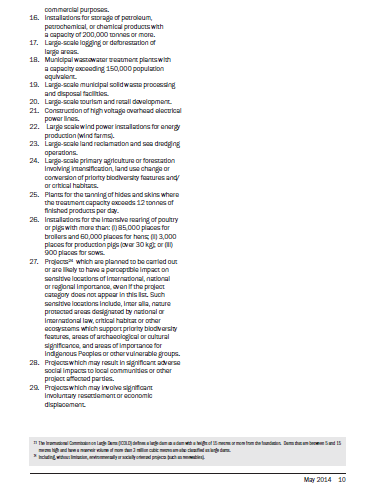 commercial purposes.
16. Installations for storage of petroleum,
petrochemical, or chemical products with
a capacity of 200,000 tonnes or more.
17. Large-scale logging or deforestation of
large areas.
18. Municipal wastewater treatment plants with
a capacity exceeding 150,000 population
equivalent.
19. Large-scale municipal solid waste processing
and disposal facilities.
20. Large-scale tourism and retail development.
21. Construction of high voltage overhead electrical
power lines.
22. Large scale wind power installations for energy
production (wind farms).
23. Large-scale land reclamation and sea dredging
operations.
24. Large-scale primary agriculture or forestation
involving intensification, land use change or
conversion of priority biodiversity features and/
or critical habitats.
25. Plants for the tanning of hides and skins where
the treatment capacity exceeds 12 tonnes of
finished products per day.
26. Installations for the intensive rearing of poultry
or pigs with more than: (i) 85,000 places for
broilers and 60,000 places for hens; (ii) 3,000
places for production pigs (over 30 kg); or (iii)
900 places for sows.
27. Projects²⁴ which are planned to be carried out
or are likely to have a perceptible impact on
sensitive locations of international, national
or regional importance, even if the project
category does not appear in this list. Such
sensitive locations include, inter alia, nature
protected areas designated by national or
international law, critical habitat or other
ecosystems which support priority biodiversity
features, areas of archaeological or cultural
significance, and areas of importance for
Indigenous Peoples or other vulnerable groups.
28. Projects which may result in significant adverse
social impacts to local communities or other
project affected parties.
29. Projects which may involve significant
involuntary resettlement or economic
displacement.
The International Commission on Large Dams (ICOLD) defines a large dam as a dam with a height of 15 metres or more from the foundation. Dams that are between 5 and 15
metres high and have a reservoir volume of more than 3 million cubic metres are also classified as large dams.
Including, without limitation, environmentally or socially oriented projects (such as renewables).
May 2014 10